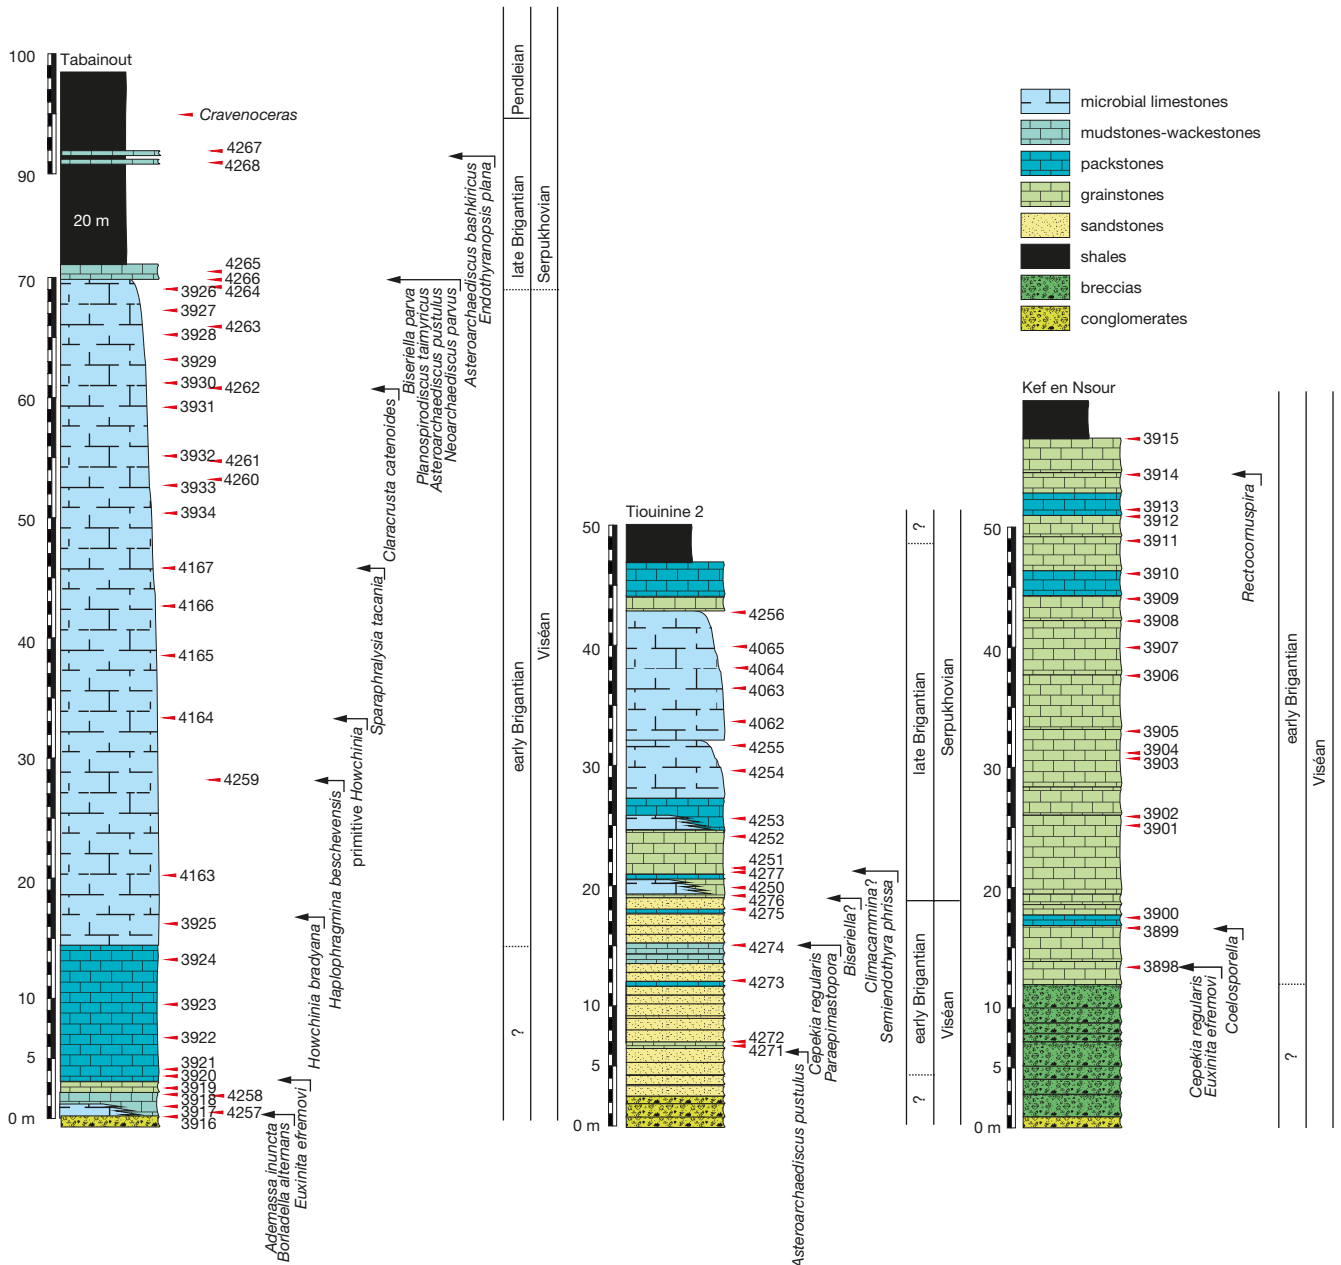 Tabainout
100
90
70
60
50
40
30
20
10
5
0 m
20 m
Cravenoceras
4267
4268
4265
4266
4264
3926
3927
4263
3928
3929
3930
4262
3931
3932
4261
4260
3933
3934
4167
4166
4165
4164
4259
4163
3925
3924
3923
3922
3921
3920
3919
4258
3918
3917
4257
3916
Ademassa inuncta
Borladella alternans
Euxinita efremovi
Howchinia bradyana
Haplophragmina beschevensis
primitive Howchinia
Sparaphralysia tacania
Claracrusta catenoides
Biseriella parva
Planospirodiscus taimyricus
Asteroarchaediscus pustulus
Neoarchaediscus parvus
Asteroarchaediscus bashkiricus
Endothyranopsis plana
Pendleian
late Brigantian
early Brigantian
?
Serpukhovian
Viséan
Tiouinine 2
50
40
30
20
10
5
0 m
4256
4065
4064
4063
4062
4255
4254
4253
4252
4251
4277
4250
4276
4275
4274
4273
4272
4271
Asteroarchaediscus pustulus
Cepekia regularis
Paraepimastopora
Biseriella?
Climacammina?
Semiendothyra phrissa
?
late Brigantian
early Brigantian
?
Serpukhovian
Viséan
microbial limestones
mudstones-wackestones
packstones
grainstones
sandstones
shales
breccias
conglomerates
Kef en Nsour
50
40
30
20
10
5
0 m
3915
3914
3913
3912
3911
3910
3909
3908
3907
3906
3905
3904
3903
3902
3901
3900
3899
3898
Cepekia regularis
Euxinita efremovi
Coelosporella
Rectocornuspira
early Brigantian
?
Viséan